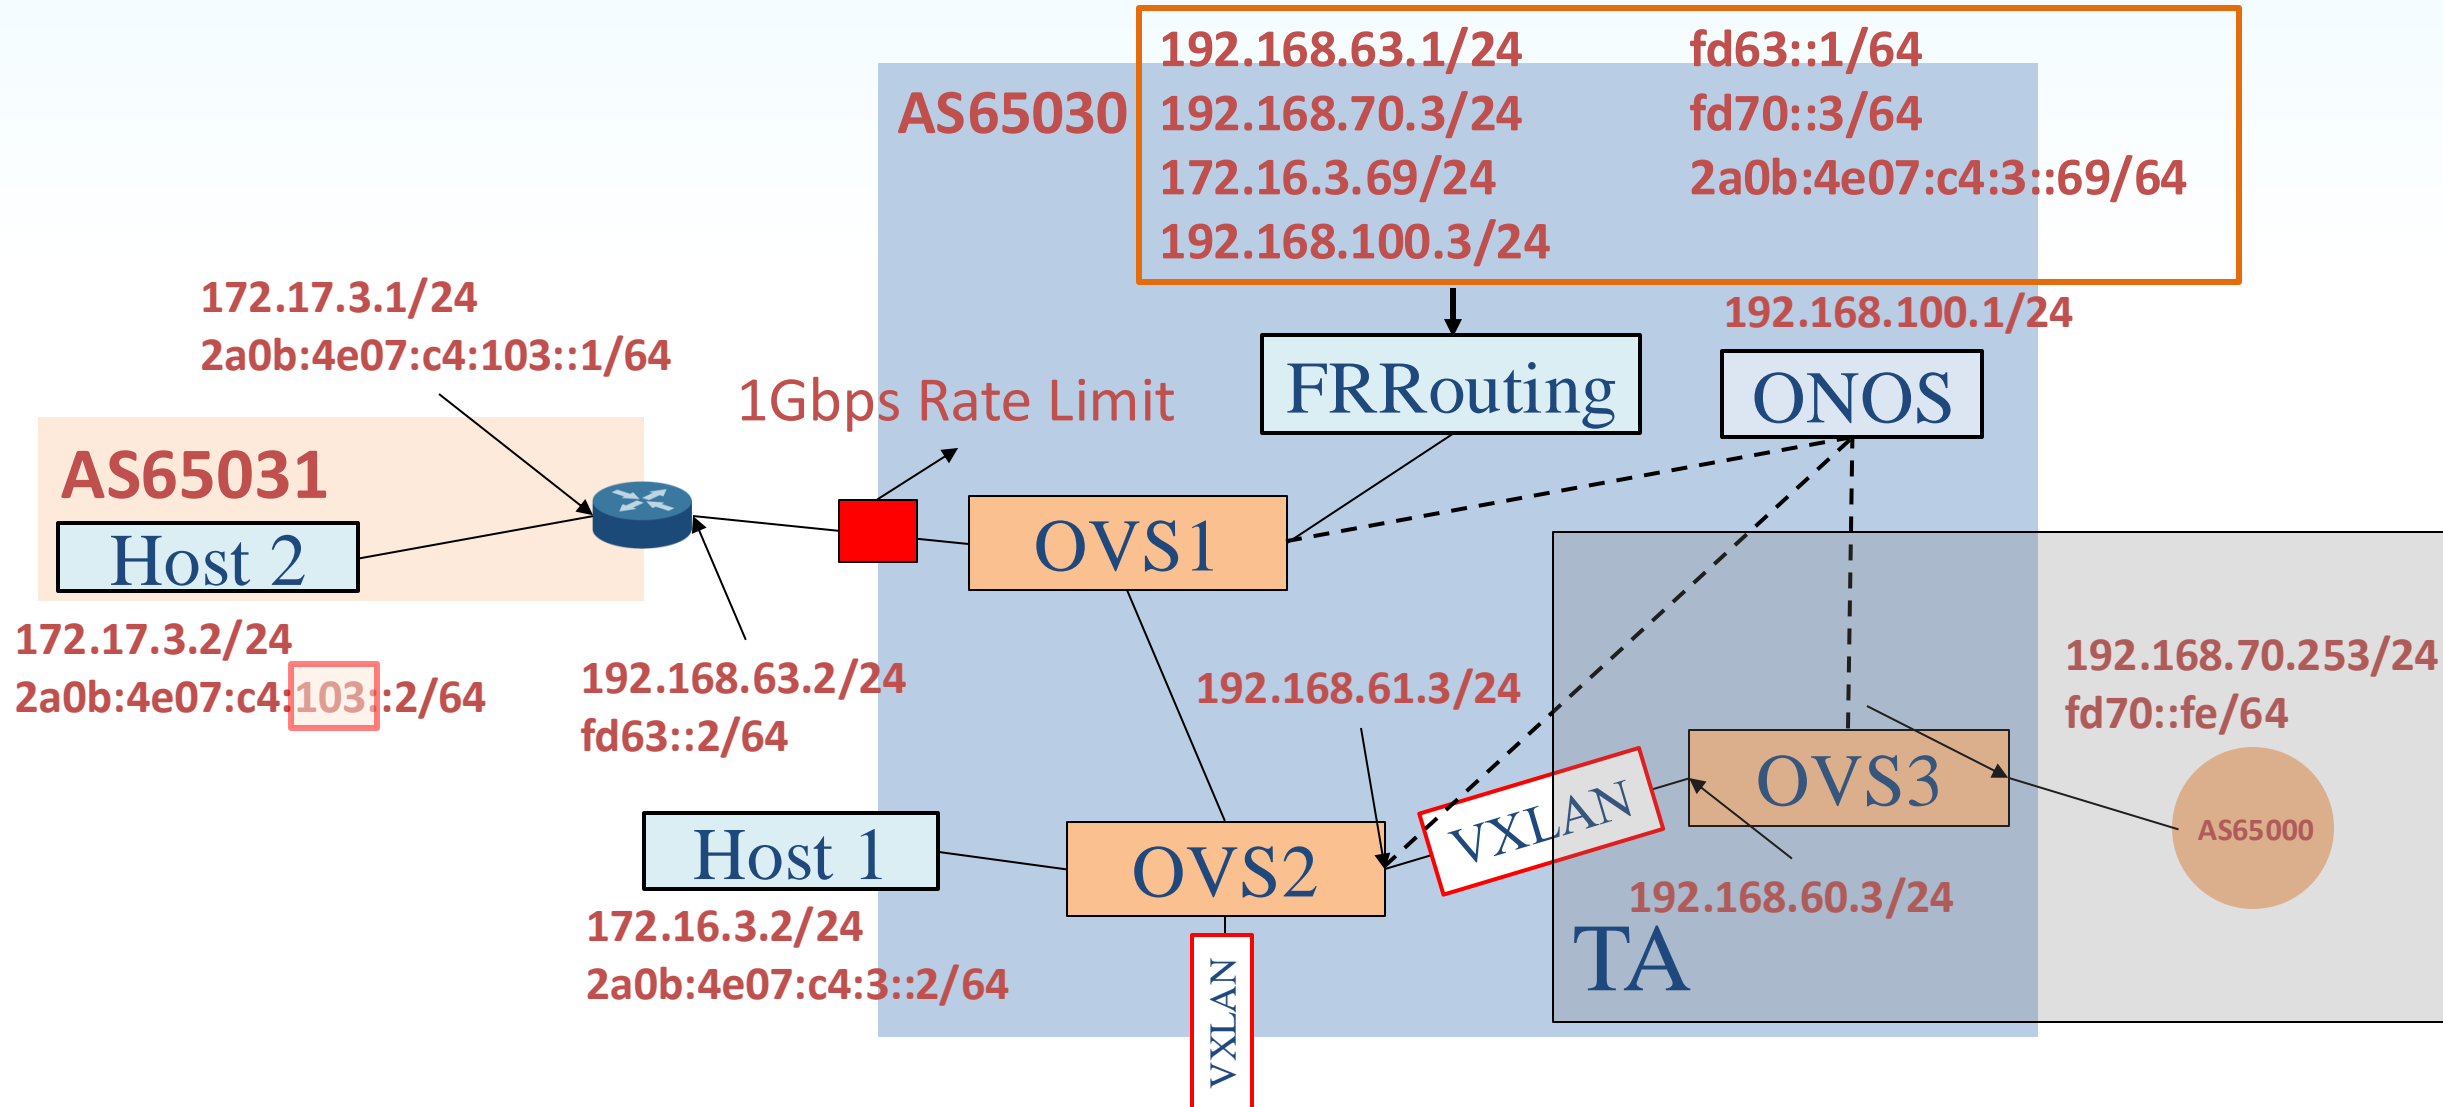 192.168.63.1/24 fd63::1/64
AS65030
192.168.70.3/24 fd70::3/64
172.16.3.69/24 2a0b:4e07:c4:3::69/64
192.168.100.3/24
172.17.3.1/24
2a0b:4e07:c4:103::1/64
192.168.100.1/24
1Gbps Rate Limit
FRRouting
ONOS
AS65031
Host 2
OVS1
172.17.3.2/24
2a0b:4e07:c4:103::2/64
192.168.63.2/24
fd63::2/64
192.168.61.3/24
192.168.70.253/24
fd70::fe/64
OVS3
VXLAN
AS65000
Host 1
OVS2
192.168.60.3/24
172.16.3.2/24
2a0b:4e07:c4:3::2/64
TA
VXLAN